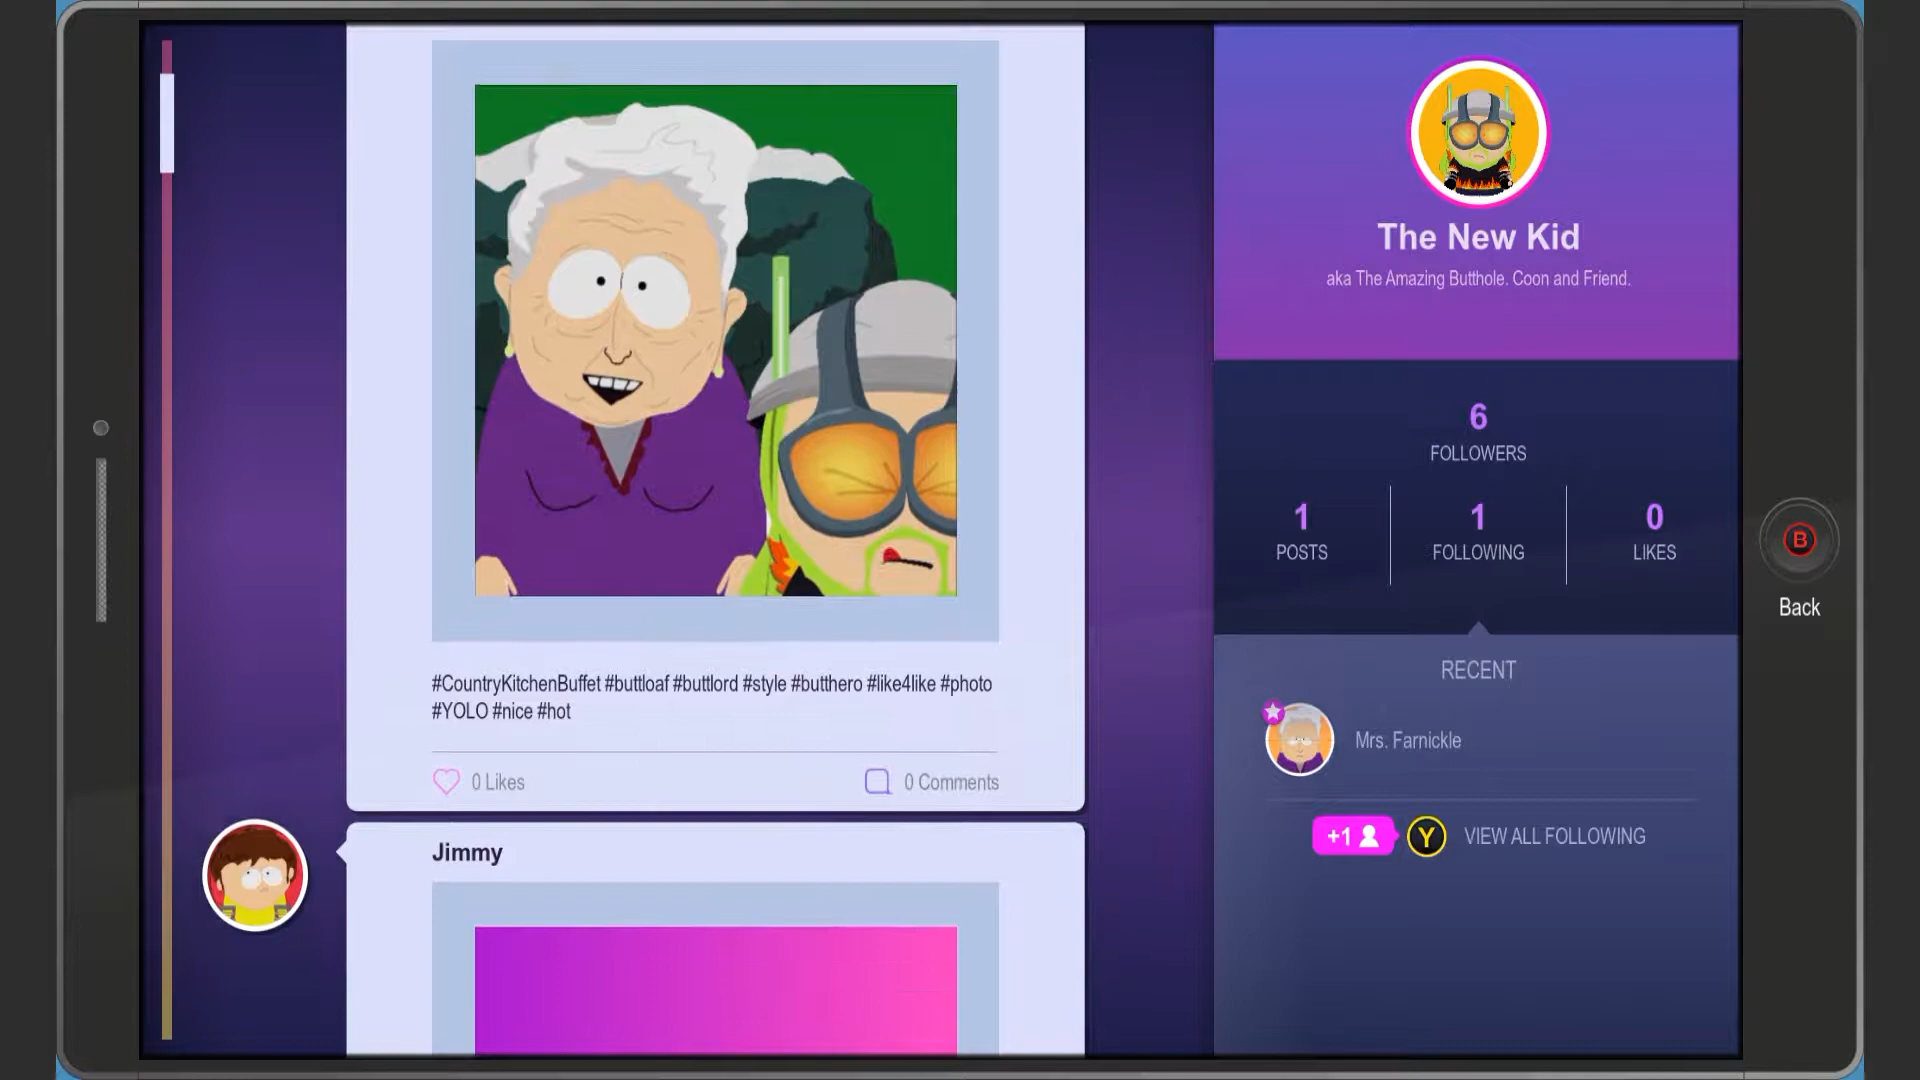 #CountryKitchenBuffet #buttloaf #buttlord #style #butthero #like4like #photo
#YOLO #nice #hot
0 Likes
0 Comments
Jimmy
The New Kid
aka The Amazing Butthole. Coon and Friend.
6
FOLLOWERS
1
POSTS
1
FOLLOWING
0
LIKES
RECENT
Mrs. Farnickle
+1
Y
VIEW ALL FOLLOWING
B
Back